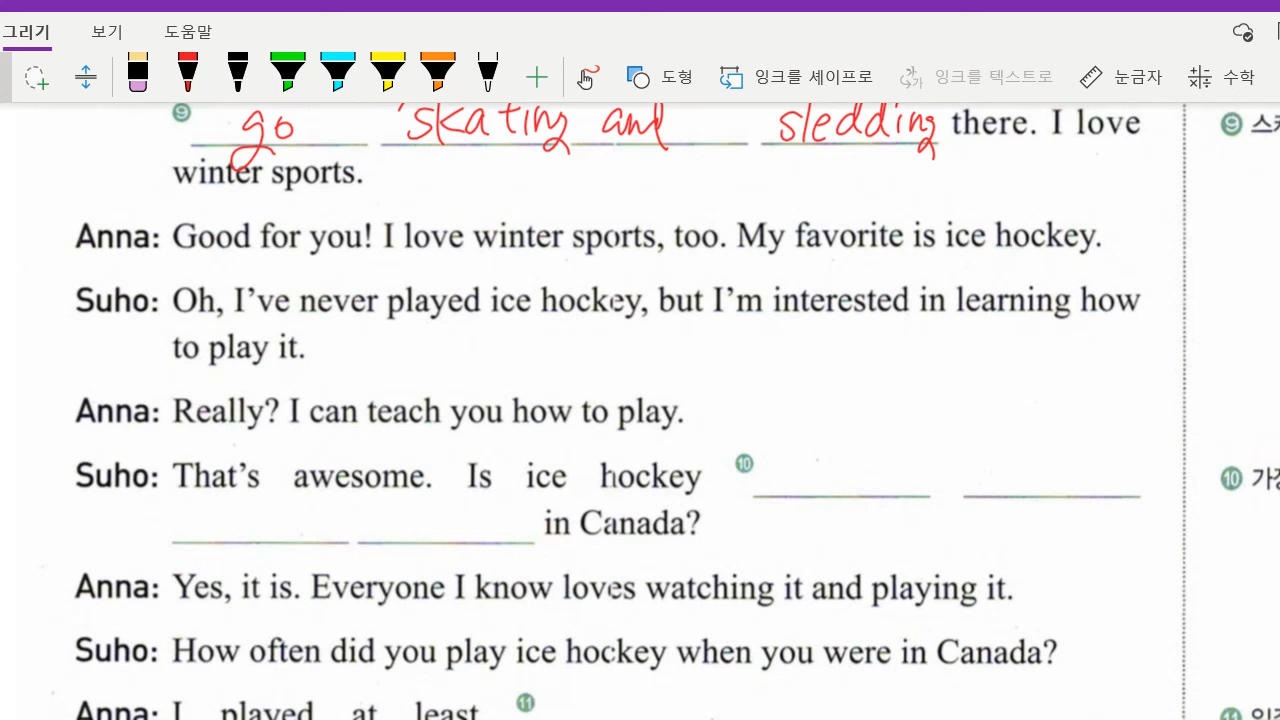 그리기 보기 도움말
도형 잉크를 셰이프로 잉크를 텍스트로 눈금자 수학
9 go skating and sledding there. I love
winter sports.
Anna: Good for you! I love winter sports, too. My favorite is ice hockey.
Suho: Oh, I've never played ice hockey, but I'm interested in learning how
to play it.
Anna: Really? I can teach you how to play.
Suho: That's awesome. Is ice hockey 10
in Canada?
Anna: Yes, it is. Everyone I know loves watching it and playing it.
Suho: How often did you play ice hockey when you were in Canada?
Anna: I played at least 11
9
10